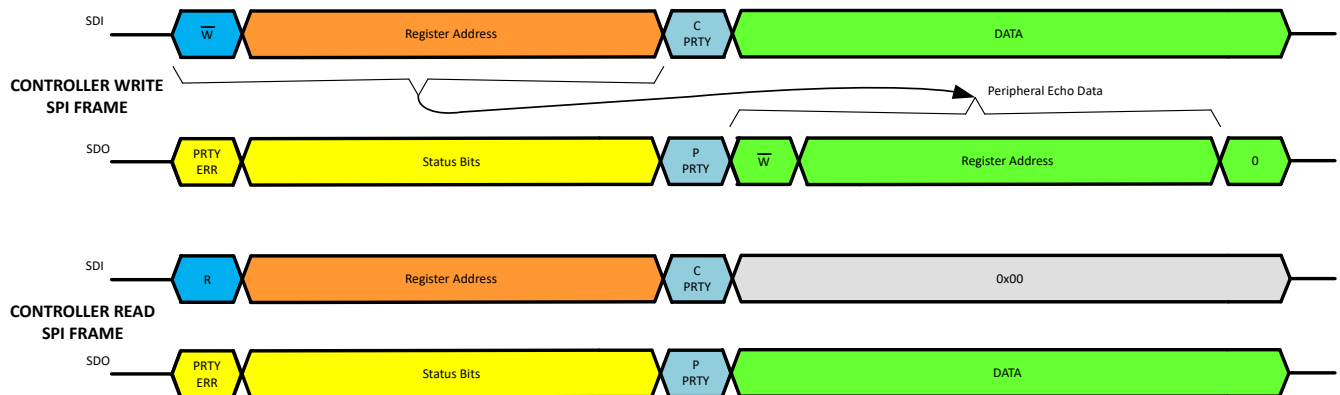 SDI
W̅
Register Address
C
PRTY
DATA
CONTROLLER WRITE
SPI FRAME
Peripheral Echo Data
SDO
PRTY
ERR
Status Bits
P
PRTY
W̅
Register Address
0
SDI
R
Register Address
C
PRTY
0x00
CONTROLLER READ
SPI FRAME
SDO
PRTY
ERR
Status Bits
P
PRTY
DATA